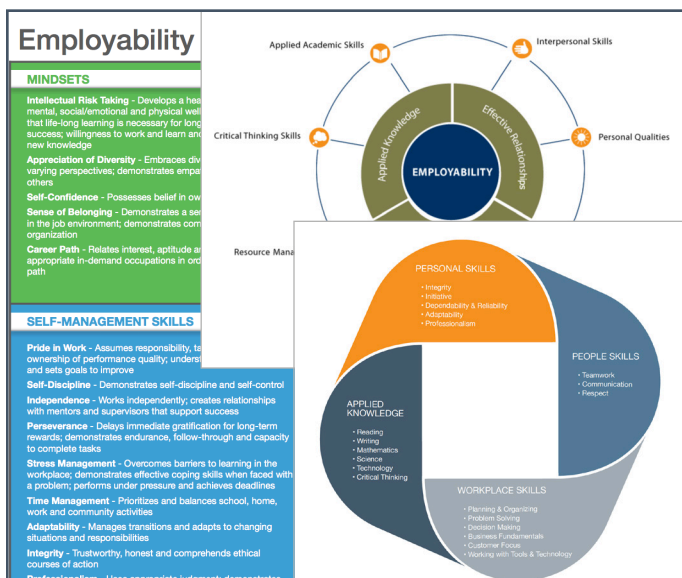 Employability
MINDSETS
Intellectual Risk Taking - Develops a hea
mental, social/emotional and physical well
that life-long learning is necessary for long
success; willingness to work and learn and
new knowledge
Appreciation of Diversity - Embraces div
varying perspectives; demonstrates empat
others
Self-Confidence - Possesses belief in ow
Sense of Belonging - Demonstrates a sen
in the job environment; demonstrates com
organization
Career Path - Relates interest, aptitude a
appropriate in-demand occupations in ord
path
SELF-MANAGEMENT SKILLS
Pride in Work - Assumes responsibility, ta
ownership of performance quality; underst
and sets goals to improve
Self-Discipline - Demonstrates self-discipline and self-control
Independence - Works independently; creates relationships
with mentors and supervisors that support success
Perseverance - Delays immediate gratification for long-term
rewards; demonstrates endurance, follow-through and capacity
to complete tasks
Stress Management - Overcomes barriers to learning in the
workplace; demonstrates effective coping skills when faced with
a problem; performs under pressure and achieves deadlines
Time Management - Prioritizes and balances school, home,
work and community activities
Adaptability - Manages transitions and adapts to changing
situations and responsibilities
Integrity - Trustworthy, honest and comprehends ethical
courses of action
Professionalism - Uses appropriate judgment; demonstrates
Applied Academic Skills
Interpersonal Skills
Critical Thinking Skills
Personal Qualities
Applied Knowledge
Effective Relationships
EMPLOYABILITY
Resource Mana
PERSONAL SKILLS
• Integrity
• Initiative
• Dependability & Reliability
• Adaptability
• Professionalism
PEOPLE SKILLS
• Teamwork
• Communication
• Respect
APPLIED
KNOWLEDGE
• Reading
• Writing
• Mathematics
• Science
• Technology
• Critical Thinking
WORKPLACE SKILLS
• Planning & Organizing
• Problem Solving
• Decision Making
• Business Fundamentalk
• Customer Focus
• Working with Tools & Technology